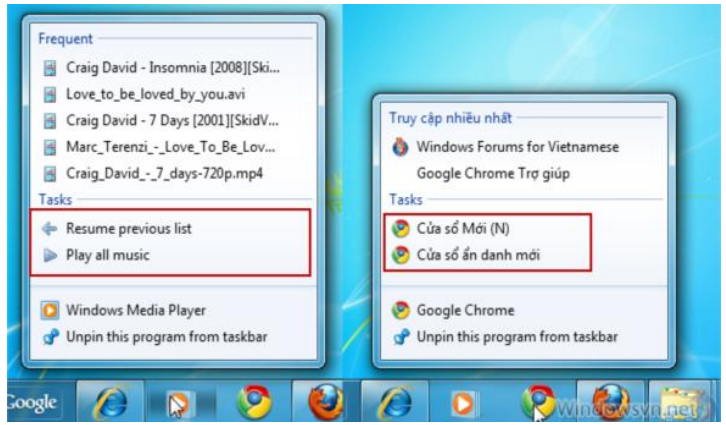 Frequent
Craig David - Insomnia [2008][Ski...
Love_to_be_loved_by_you.avi
Craig David - 7 Days [2001][SkidV...
Marc_Terenzi_-_Love_To_Be_Lov...
Craig_David_-_7_days-720p.mp4
Tasks
Resume previous list
Play all music
Windows Media Player
Unpin this program from taskbar
Google
Truy cập nhiều nhất
Windows Forums for Vietnamese
Google Chrome Trợ giúp
Tasks
Cửa sổ Mới (N)
Cửa sổ ẩn danh mới
Google Chrome
Unpin this program from taskbar
Windowsvn.net